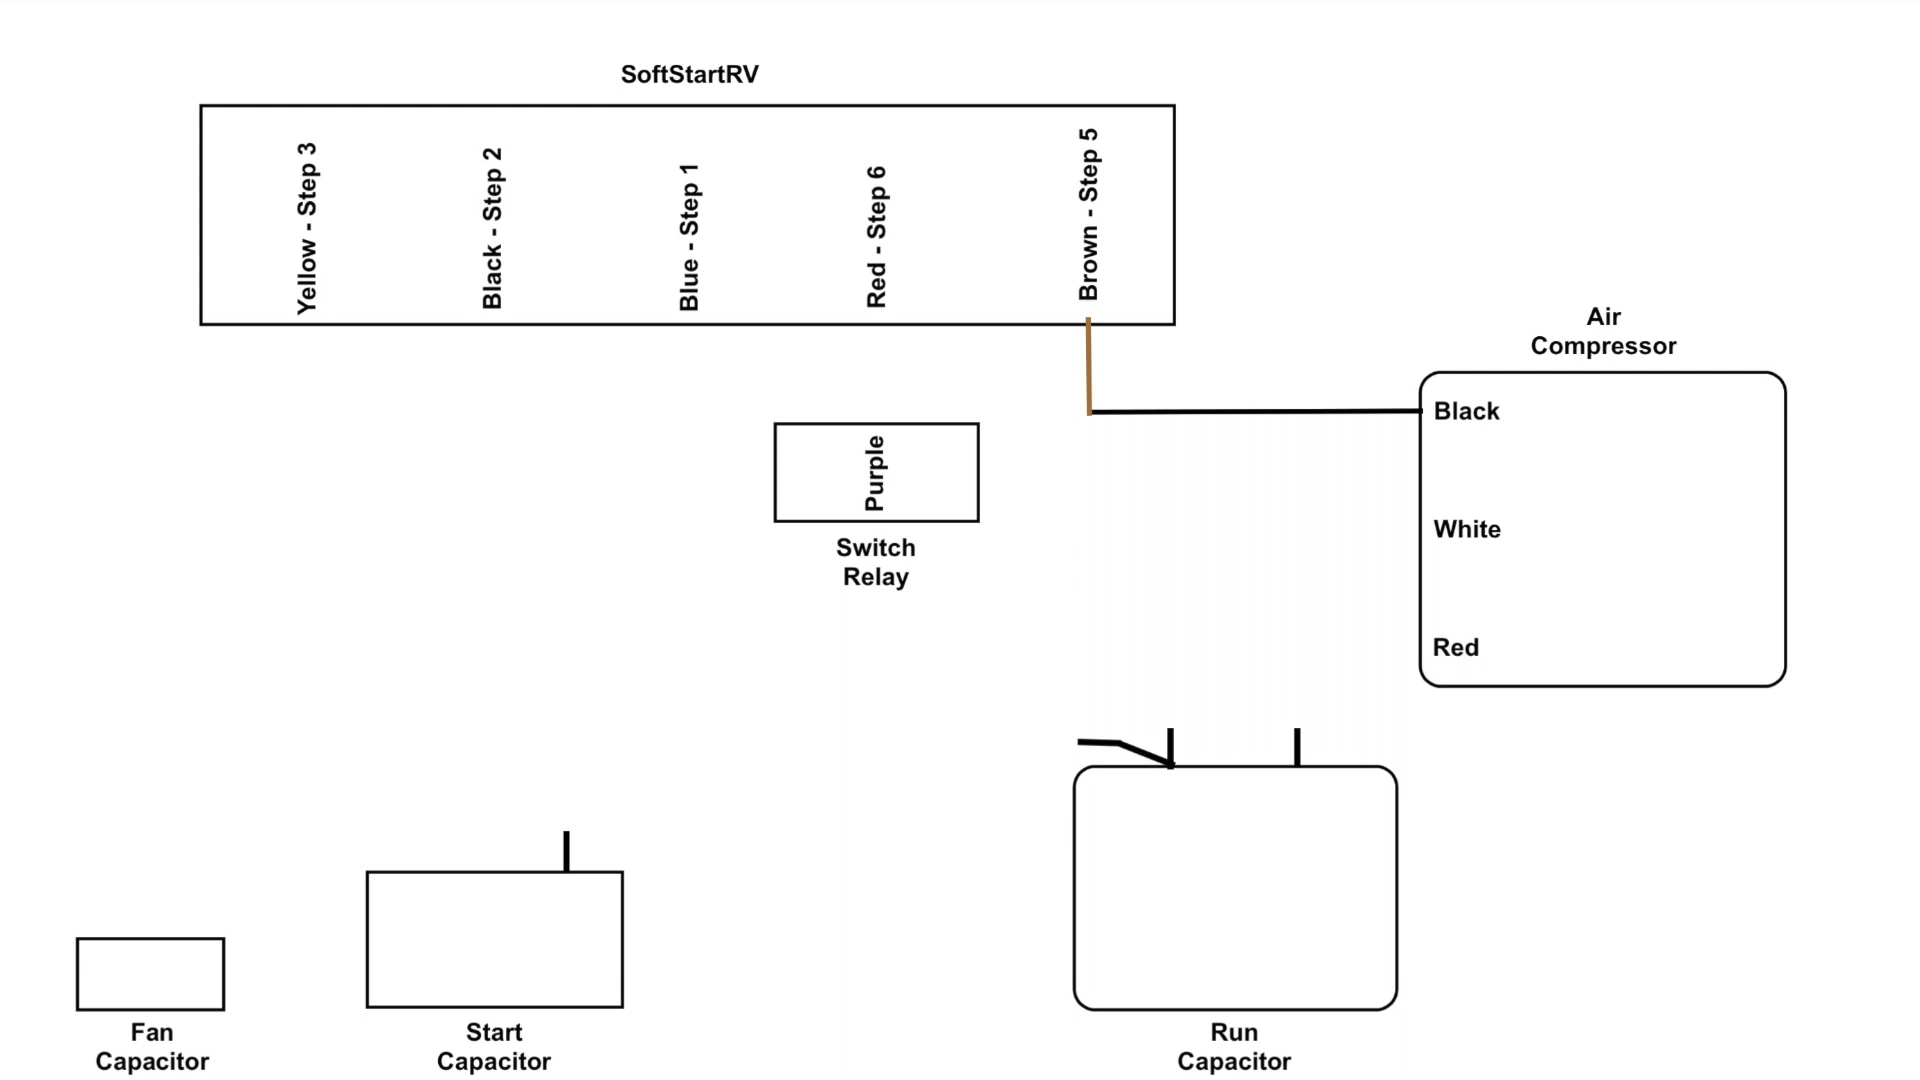 SoftStartRV
Yellow - Step 3
Black - Step 2
Blue - Step 1
Red - Step 6
Brown - Step 5
Air
Compressor
Black
White
Red
Purple
Switch
Relay
Fan
Capacitor
Start
Capacitor
Run
Capacitor